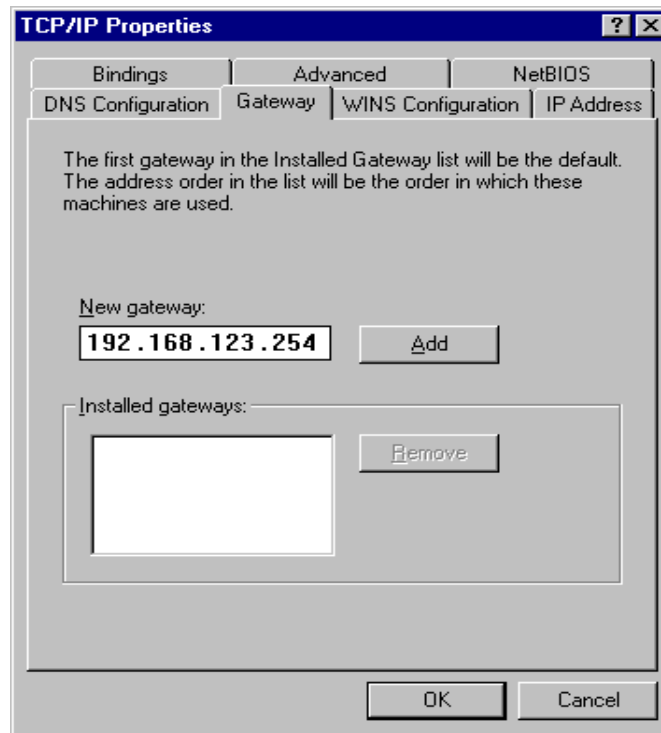 TCP/IP Properties
? ×
Bindings Advanced NetBIOS
DNS Configuration Gateway WINS Configuration IP Address
The first gateway in the Installed Gateway list will be the default.
The address order in the list will be the order in which these
machines are used.
New gateway:
192.168.123.254 Add
Installed gateways:
Remove
OK Cancel